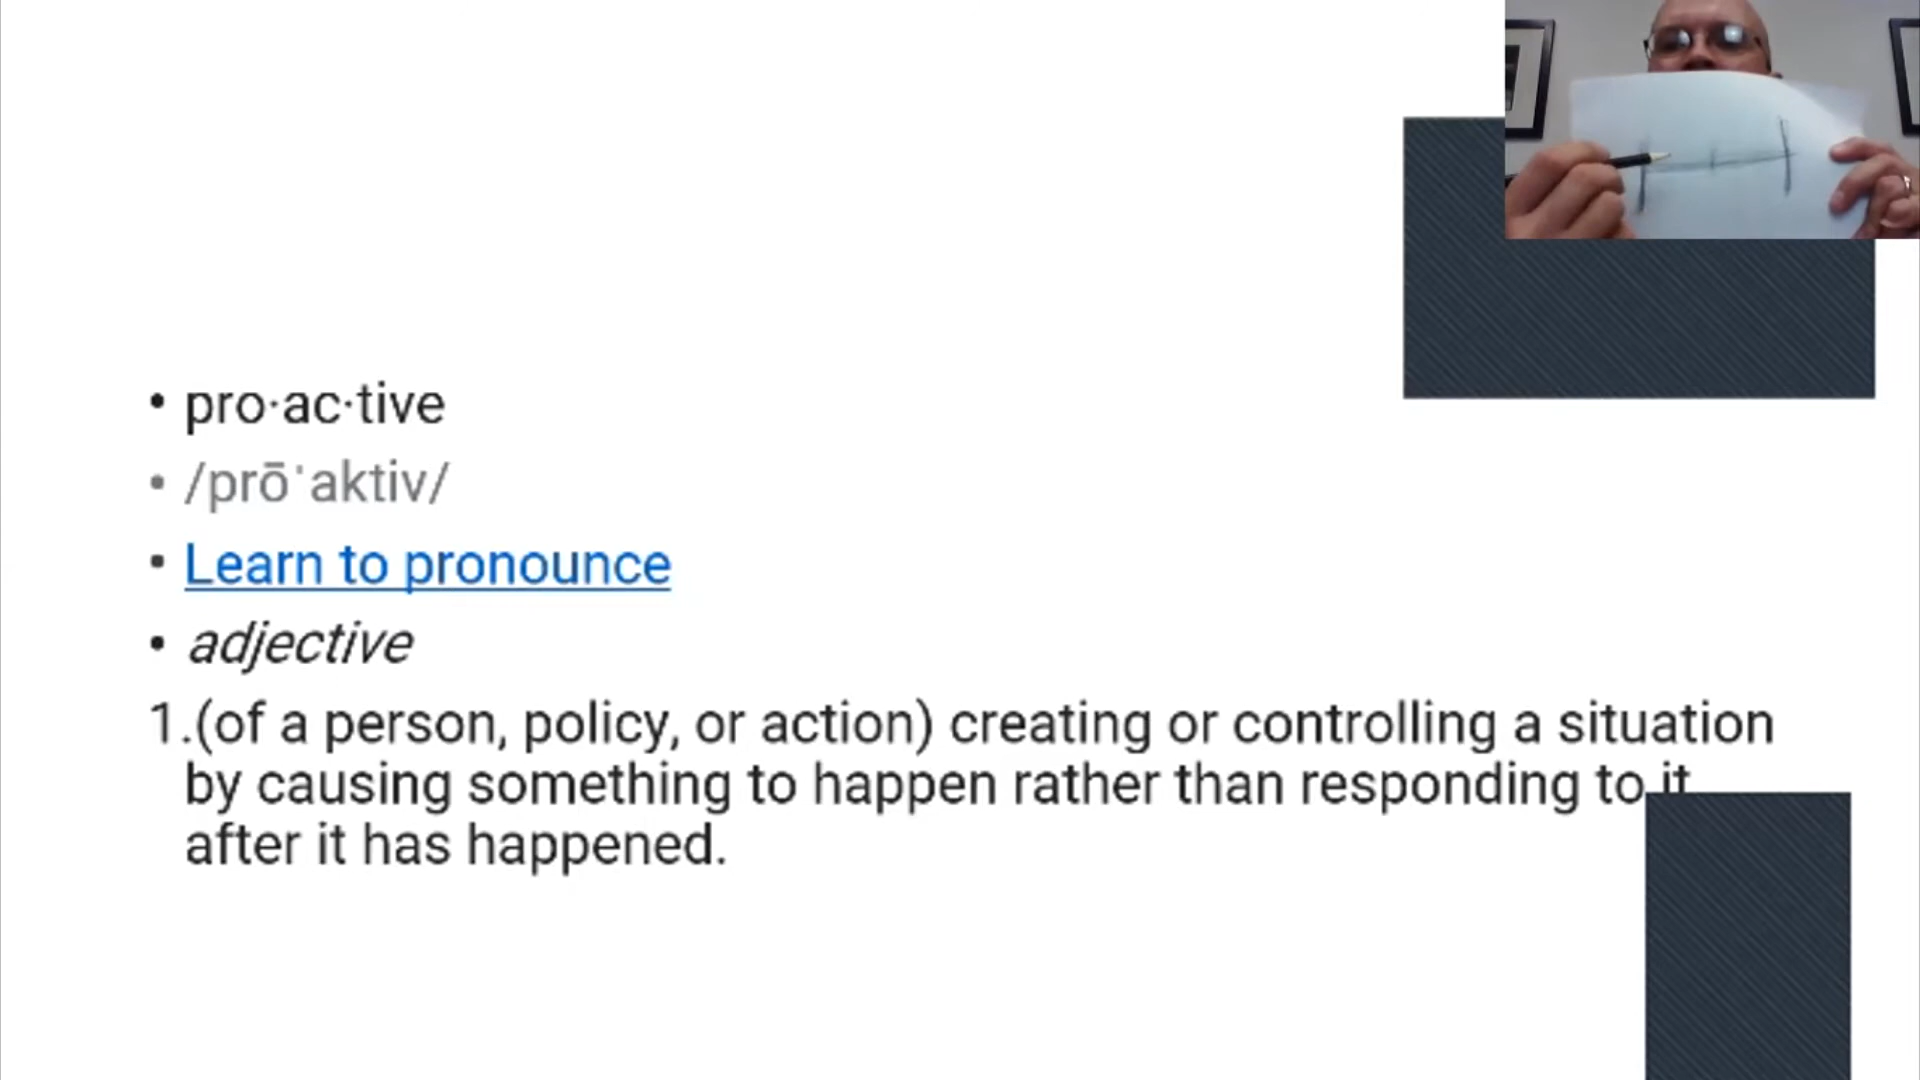 • pro·ac·tive
• /prōˈaktiv/
• Learn to pronounce
• adjective
1.(of a person, policy, or action) creating or controlling a situation
by causing something to happen rather than responding to it
after it has happened.